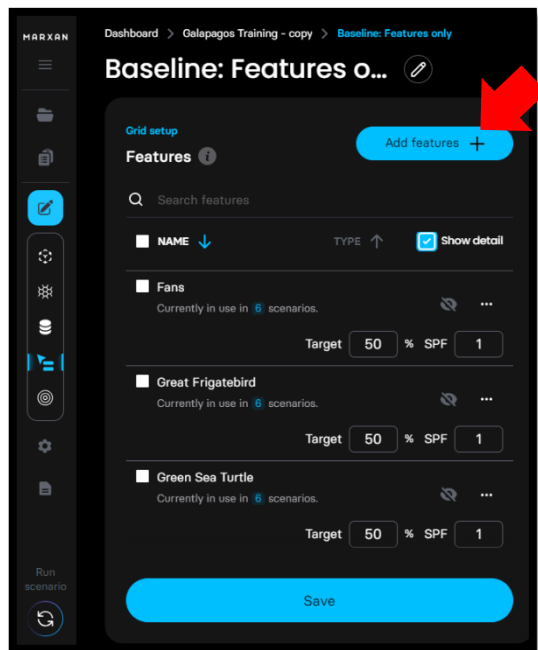 MARXAN
Dashboard > Galapagos Training - copy > Baseline: Features only
Baseline: Features o...
Grid setup
Features i
Add features +
Search features
NAME ↓ TYPE ↑ Show detail
Fans
Currently in use in 6 scenarios.
Target 50 % SPF 1
Great Frigatebird
Currently in use in 6 scenarios.
Target 50 % SPF 1
Green Sea Turtle
Currently in use in 6 scenarios.
Target 50 % SPF 1
Run
scenario
Save